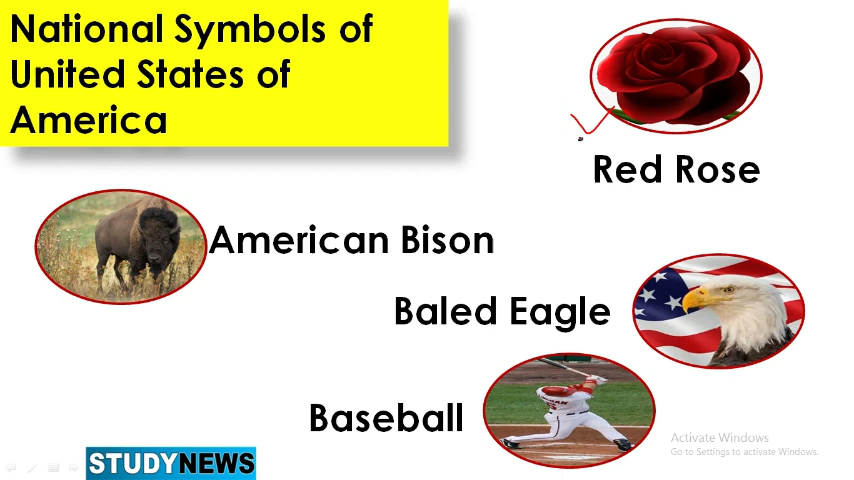 National Symbols of
United States of
America
Red Rose
American Bison
Baled Eagle
Baseball
Activate Windows
Go to Settings to activate Windows.
STUDYNEWS